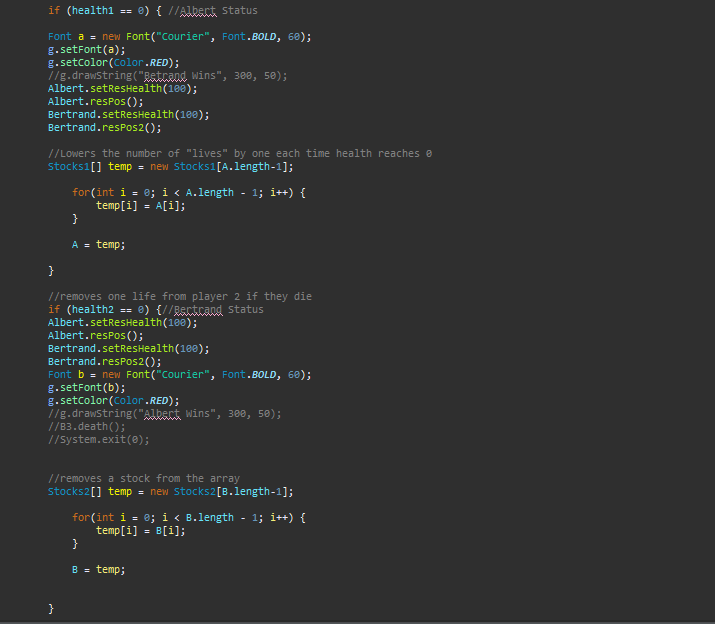 if (health1 == 0) { //Albert Status
Font a = new Font("Courier", Font.BOLD, 60);
g.setFont(a);
g.setColor(Color.RED);
//g.drawString("Betrand Wins", 300, 50);
Albert.setResHealth(100);
Albert.resPos();
Bertrand.setResHealth(100);
Bertrand.resPos2();
//Lowers the number of "lives" by one each time health reaches 0
Stocks1[] temp = new Stocks1[A.length-1];
for(int i = 0; i < A.length - 1; i++) {
temp[i] = A[i];
}
A = temp;
}
//removes one life from player 2 if they die
if (health2 == 0) {//Bertrand Status
Albert.setResHealth(100);
Albert.resPos();
Bertrand.setResHealth(100);
Bertrand.resPos2();
Font b = new Font("Courier", Font.BOLD, 60);
g.setFont(b);
g.setColor(Color.RED);
//g.drawString("Albert Wins", 300, 50);
//B3.death();
//System.exit(0);
//removes a stock from the array
Stocks2[] temp = new Stocks2[B.length-1];
for(int i = 0; i < B.length - 1; i++) {
temp[i] = B[i];
}
B = temp;
}